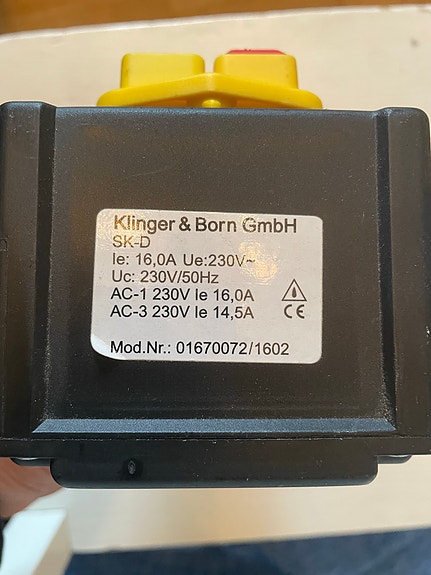 Klinger & Born GmbH
SK-D
Ie: 16,0A Ue:230V~
Uc: 230V/50Hz
AC-1 230V Ie 16,0A
AC-3 230V Ie 14,5A
CE
Mod.Nr.: 01670072/1602